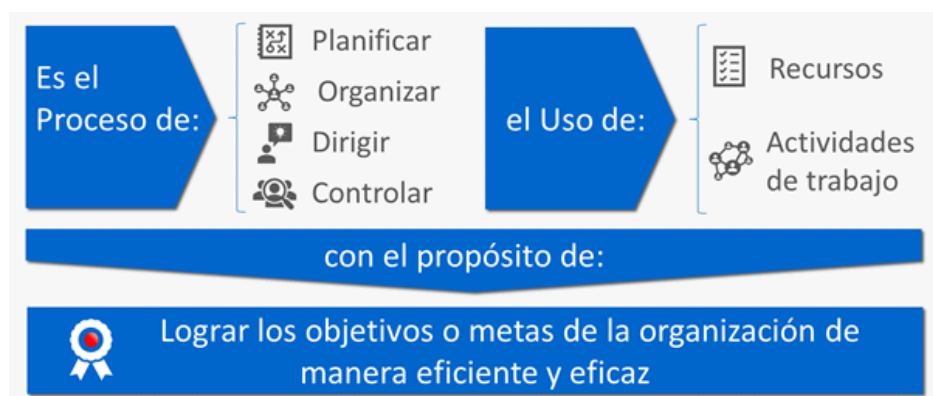 Es el
Proceso de:
Planificar
Organizar
Dirigir
Controlar
el Uso de:
Recursos
Actividades
de trabajo
con el propósito de:
Lograr los objetivos o metas de la organización de
manera eficiente y eficaz